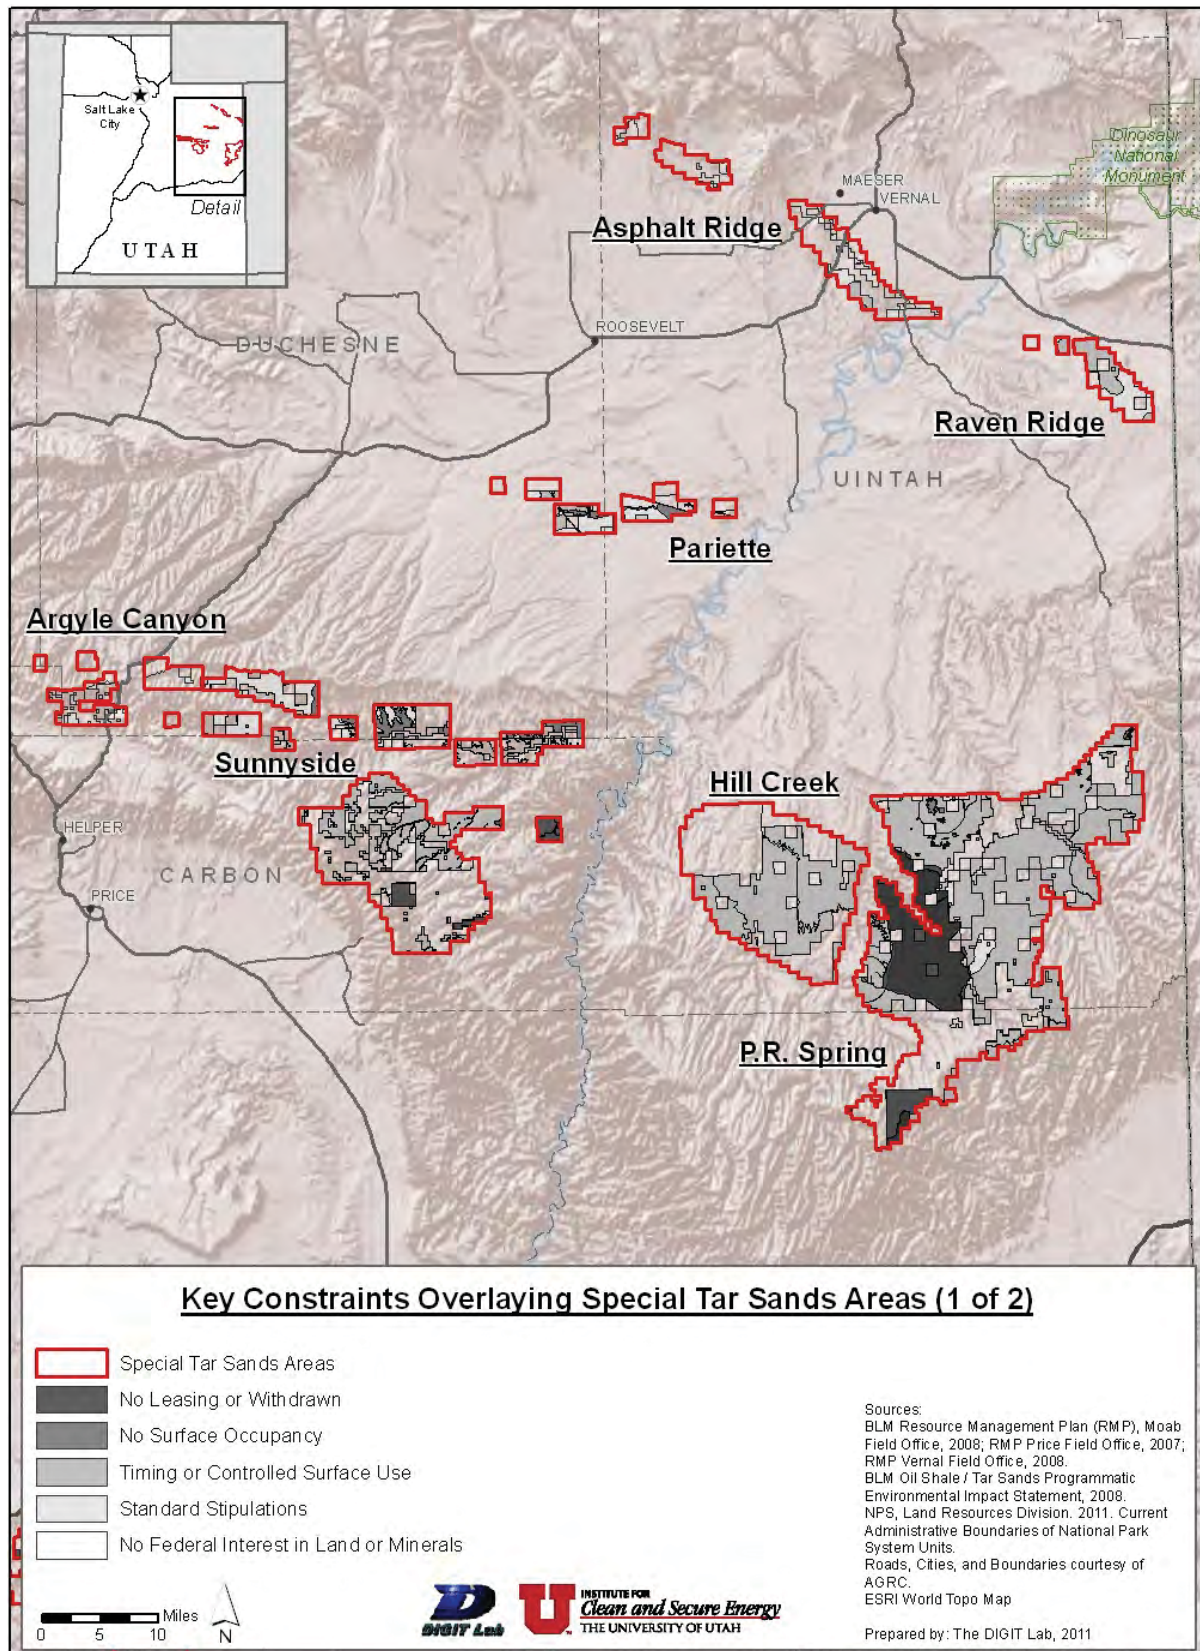 Salt Lake
City
Detail
UTAH
Dinosaur
National
Monument
MAESER
VERNAL
Asphalt Ridge
ROOSEVELT
DUCHESNE
Raven Ridge
UINTAH
Pariette
Argyle Canyon
Sunnyside
Hill Creek
HELPER
CARBON
PRICE
P.R. Spring
Key Constraints Overlaying Special Tar Sands Areas (1 of 2)
Special Tar Sands Areas
No Leasing or Withdrawn
No Surface Occupancy
Timing or Controlled Surface Use
Standard Stipulations
No Federal Interest in Land or Minerals
Sources:
BLM Resource Management Plan (RMP), Moab
Field Office, 2008; RMP Price Field Office, 2007;
RMP Vernal Field Office, 2008.
BLM Oil Shale / Tar Sands Programmatic
Environmental Impact Statement, 2008.
NPS, Land Resources Division. 2011. Current
Administrative Boundaries of National Park
System Units.
Roads, Cities, and Boundaries courtesy of
AGRC.
ESRI World Topo Map
Prepared by: The DIGIT Lab, 2011
Miles
0 5 10
N
D
DIGIT Lab
U
INSTITUTE FOR
Clean and Secure Energy
THE UNIVERSITY OF UTAH